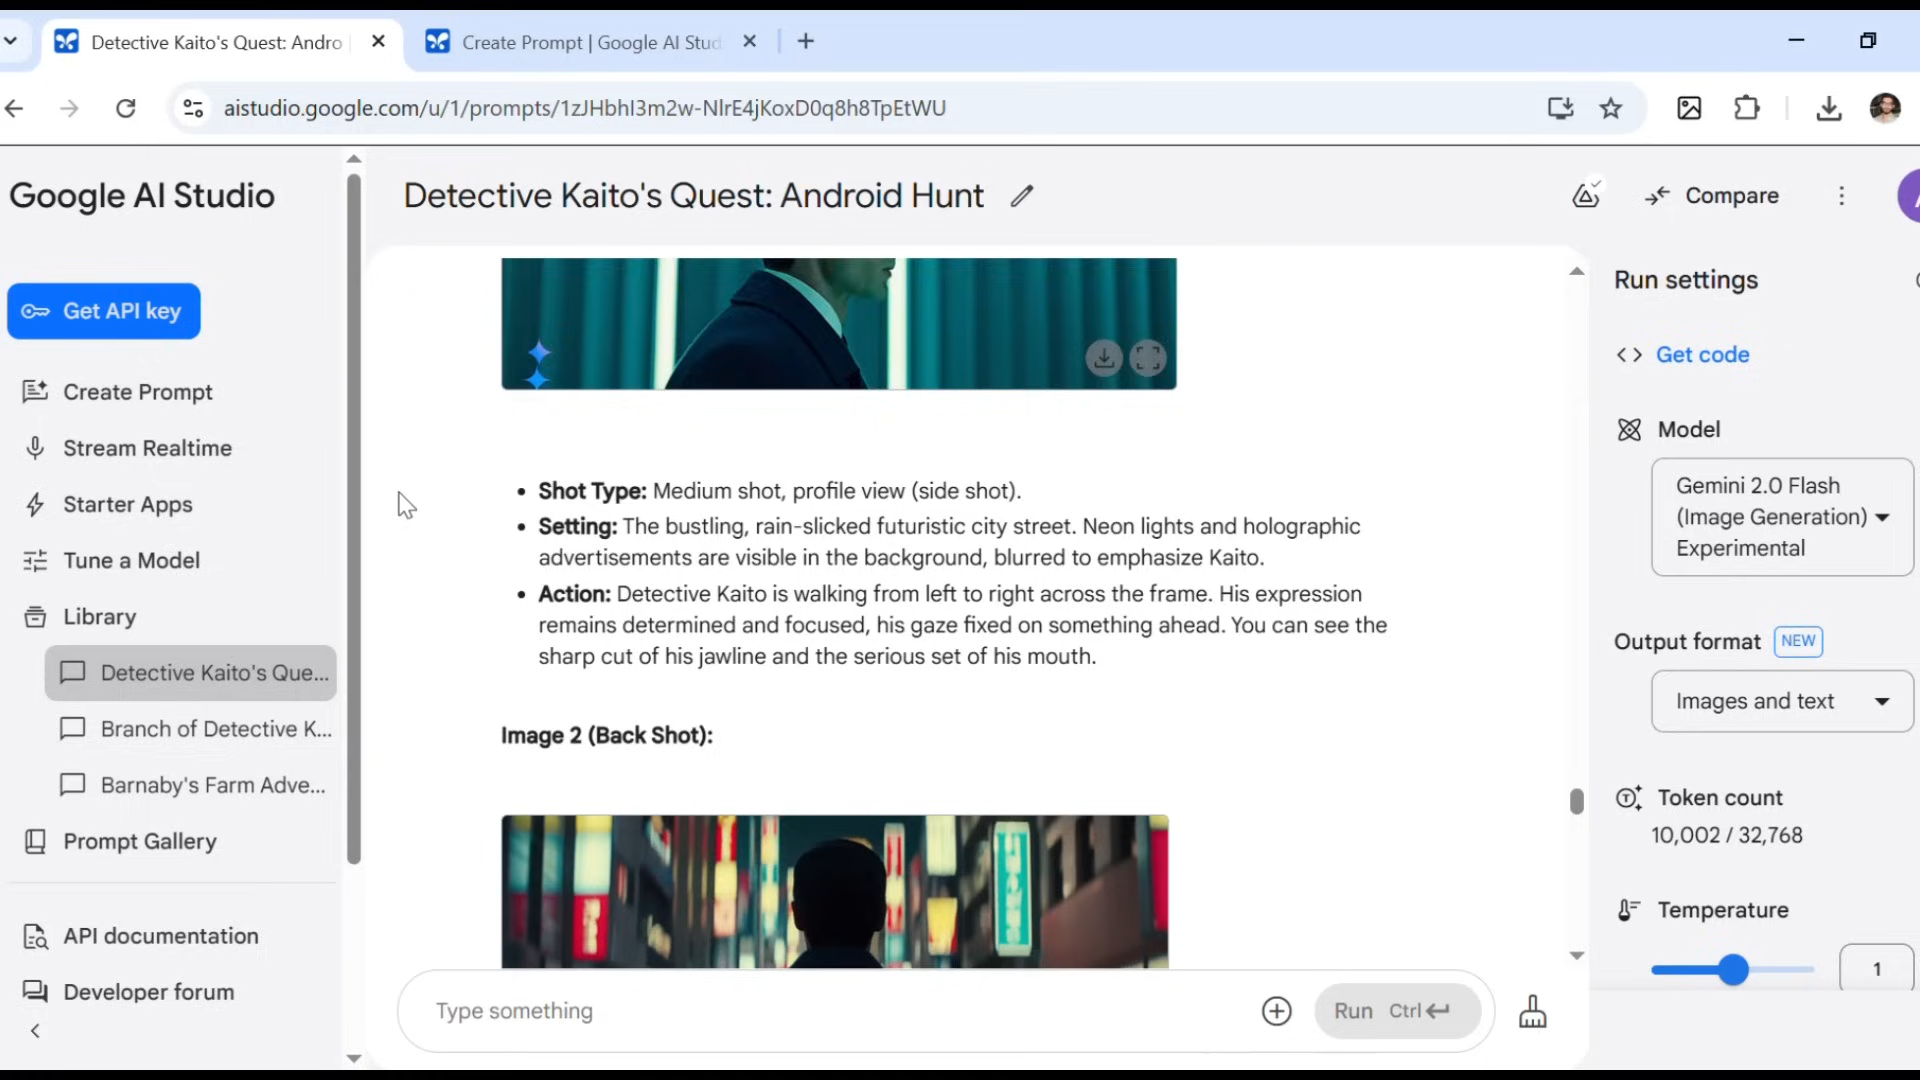 Detective Kaito's Quest: Andro
Create Prompt | Google AI Stud
aistudio.google.com/u/1/prompts/1zJHbhI3m2w-NlrE4jKoxD0q8h8TpEtWU
Google AI Studio
Detective Kaito's Quest: Android Hunt
Compare
Get API key
Create Prompt
Stream Realtime
Starter Apps
Tune a Model
Library
Detective Kaito's Que...
Branch of Detective K...
Barnaby's Farm Adve...
Prompt Gallery
API documentation
Developer forum
• Shot Type: Medium shot, profile view (side shot).
• Setting: The bustling, rain-slicked futuristic city street. Neon lights and holographic
advertisements are visible in the background, blurred to emphasize Kaito.
• Action: Detective Kaito is walking from left to right across the frame. His expression
remains determined and focused, his gaze fixed on something ahead. You can see the
sharp cut of his jawline and the serious set of his mouth.
Image 2 (Back Shot):
Type something
Run Ctrl
Run settings
Get code
Model
Gemini 2.0 Flash
(Image Generation)
Experimental
Output format NEW
Images and text
Token count
10,002 / 32,768
Temperature
1